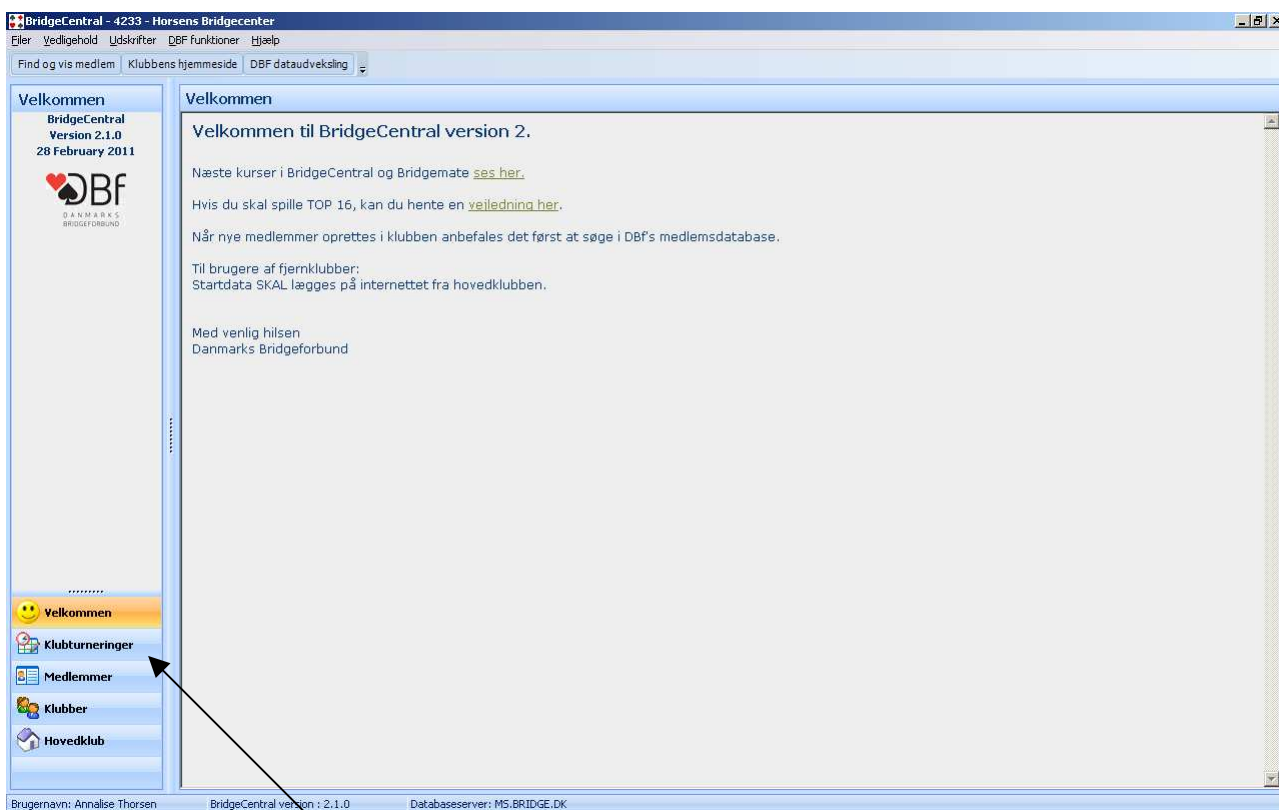 BridgeCentral - 4233 - Horsens Bridgecenter
Filer Vedligehold Udskrifter DBF funktioner Hjælp
Find og vis medlem Klubbens hjemmeside DBF dataudveksling
Velkommen
BridgeCentral
Version 2.1.0
28 February 2011
DBf
DANMARKS
BRIDGEFORBUND
Velkommen
Klubturneringer
Medlemmer
Klubber
Hovedklub
Velkommen
Velkommen til BridgeCentral version 2.
Næste kurser i BridgeCentral og Bridgemate ses her.
Hvis du skal spille TOP 16, kan du hente en vejledning her.
Når nye medlemmer oprettes i klubben anbefales det først at søge i DBf's medlemsdatabase.
Til brugere af fjernklubber:
Startdata SKAL lægges på internettet fra hovedklubben.
Med venlig hilsen
Danmarks Bridgeforbund
Brugernavn: Annalise Thorsen BridgeCentral version : 2.1.0 Databaseserver: MS.BRIDGE.DK